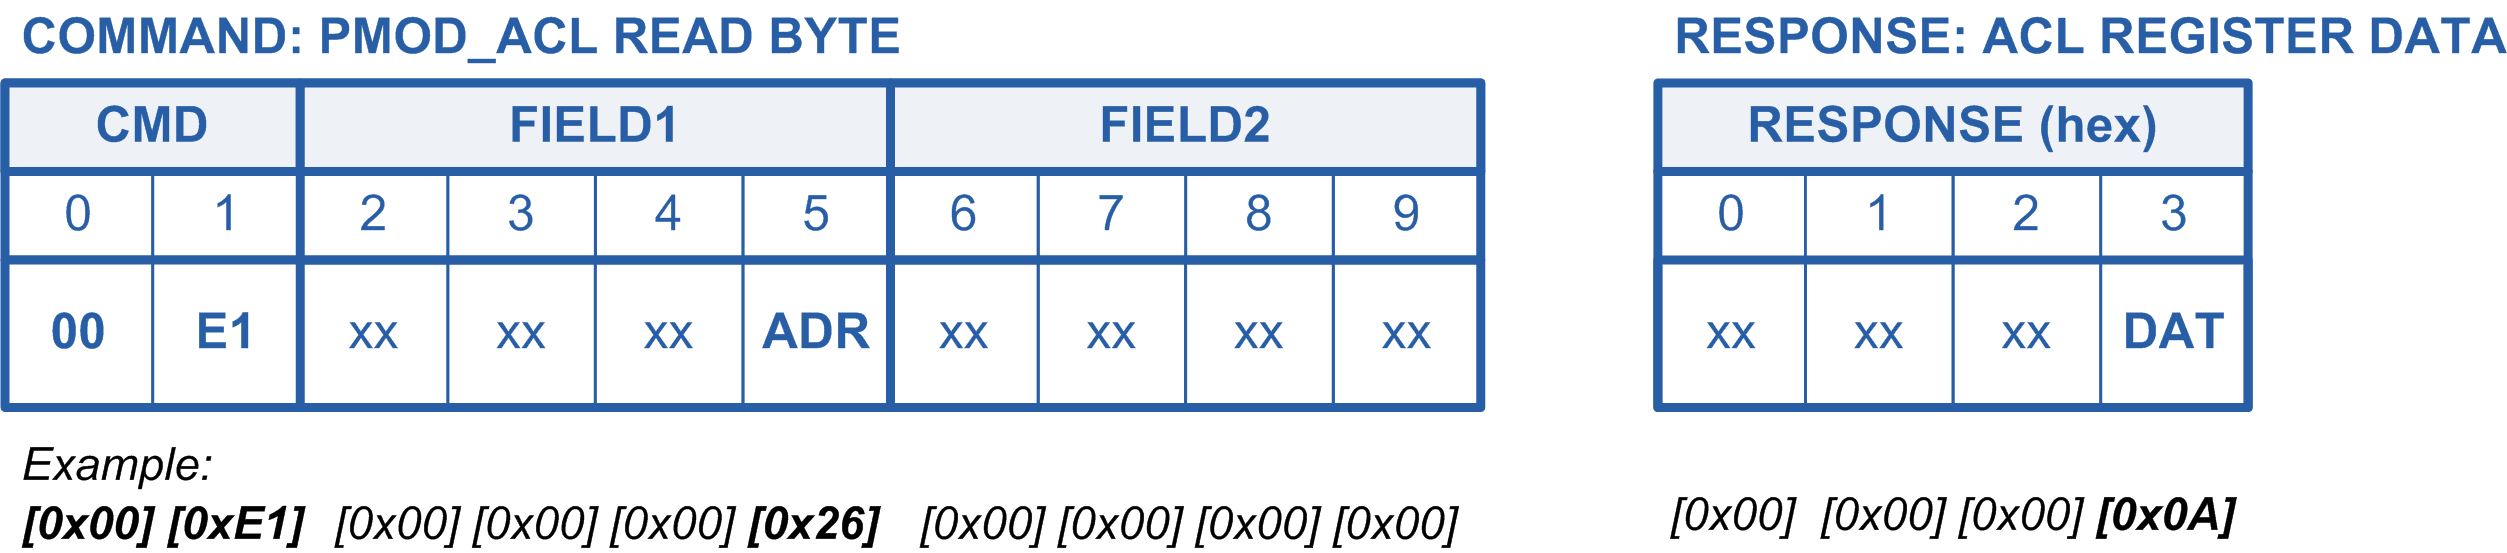 COMMAND: PMOD_ACL READ BYTE
RESPONSE: ACL REGISTER DATA
CMD FIELD1 FIELD2
RESPONSE (hex)
0 1 2 3 4 5 6 7 8 9
0 1 2 3
00 E1 xx xx xx ADR xx xx xx xx
xx xx xx DAT
Example:
[0x00] [0xE1] [0x00] [0x00] [0x00] [0x26] [0x00] [0x00] [0x00] [0x00]
[0x00] [0x00] [0x00] [0x0A]